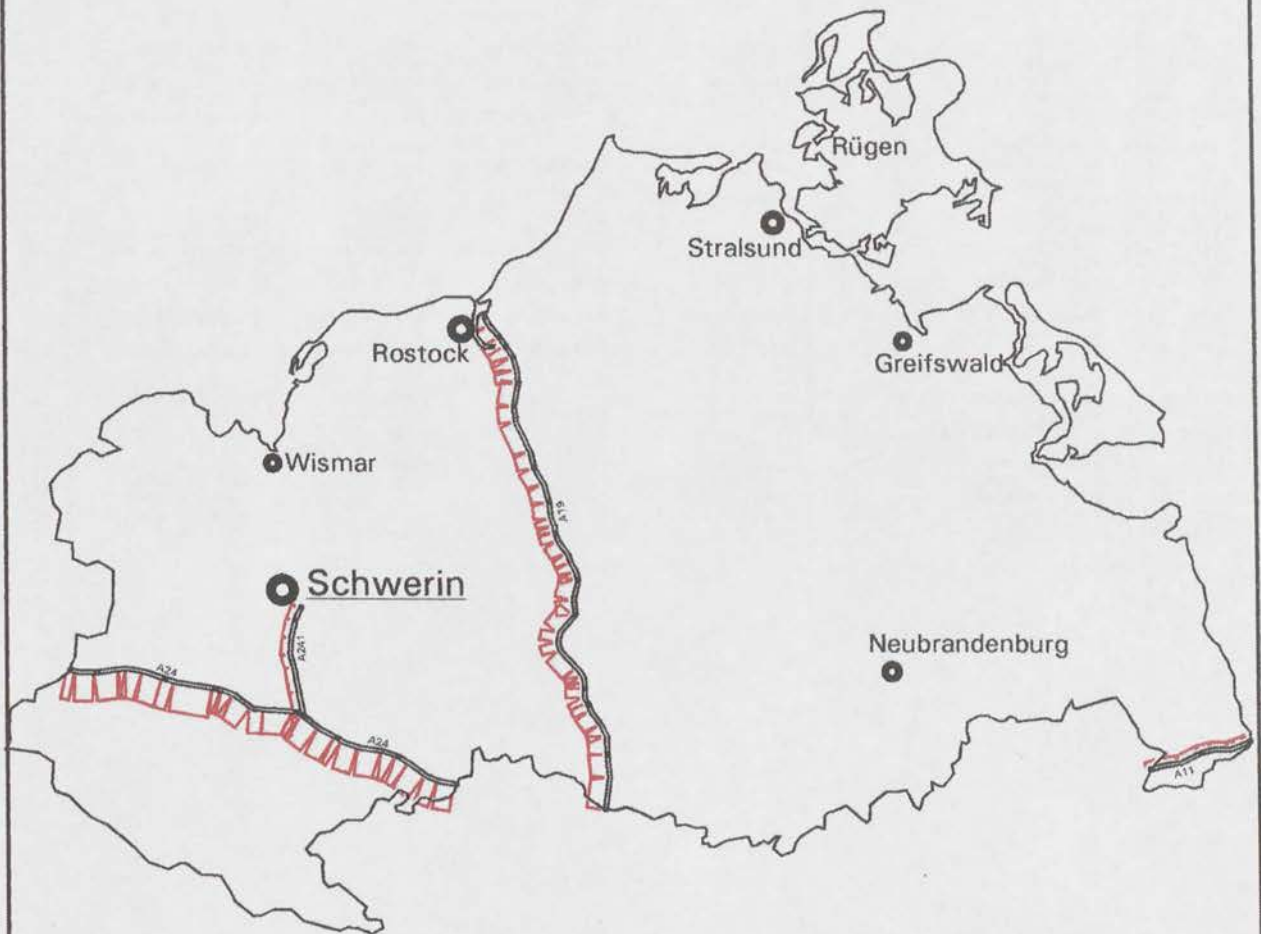 Rügen
Stralsund
Rostock
Greifswald
Wismar
A19
Schwerin
A241
Neubrandenburg
A24
A24
A11